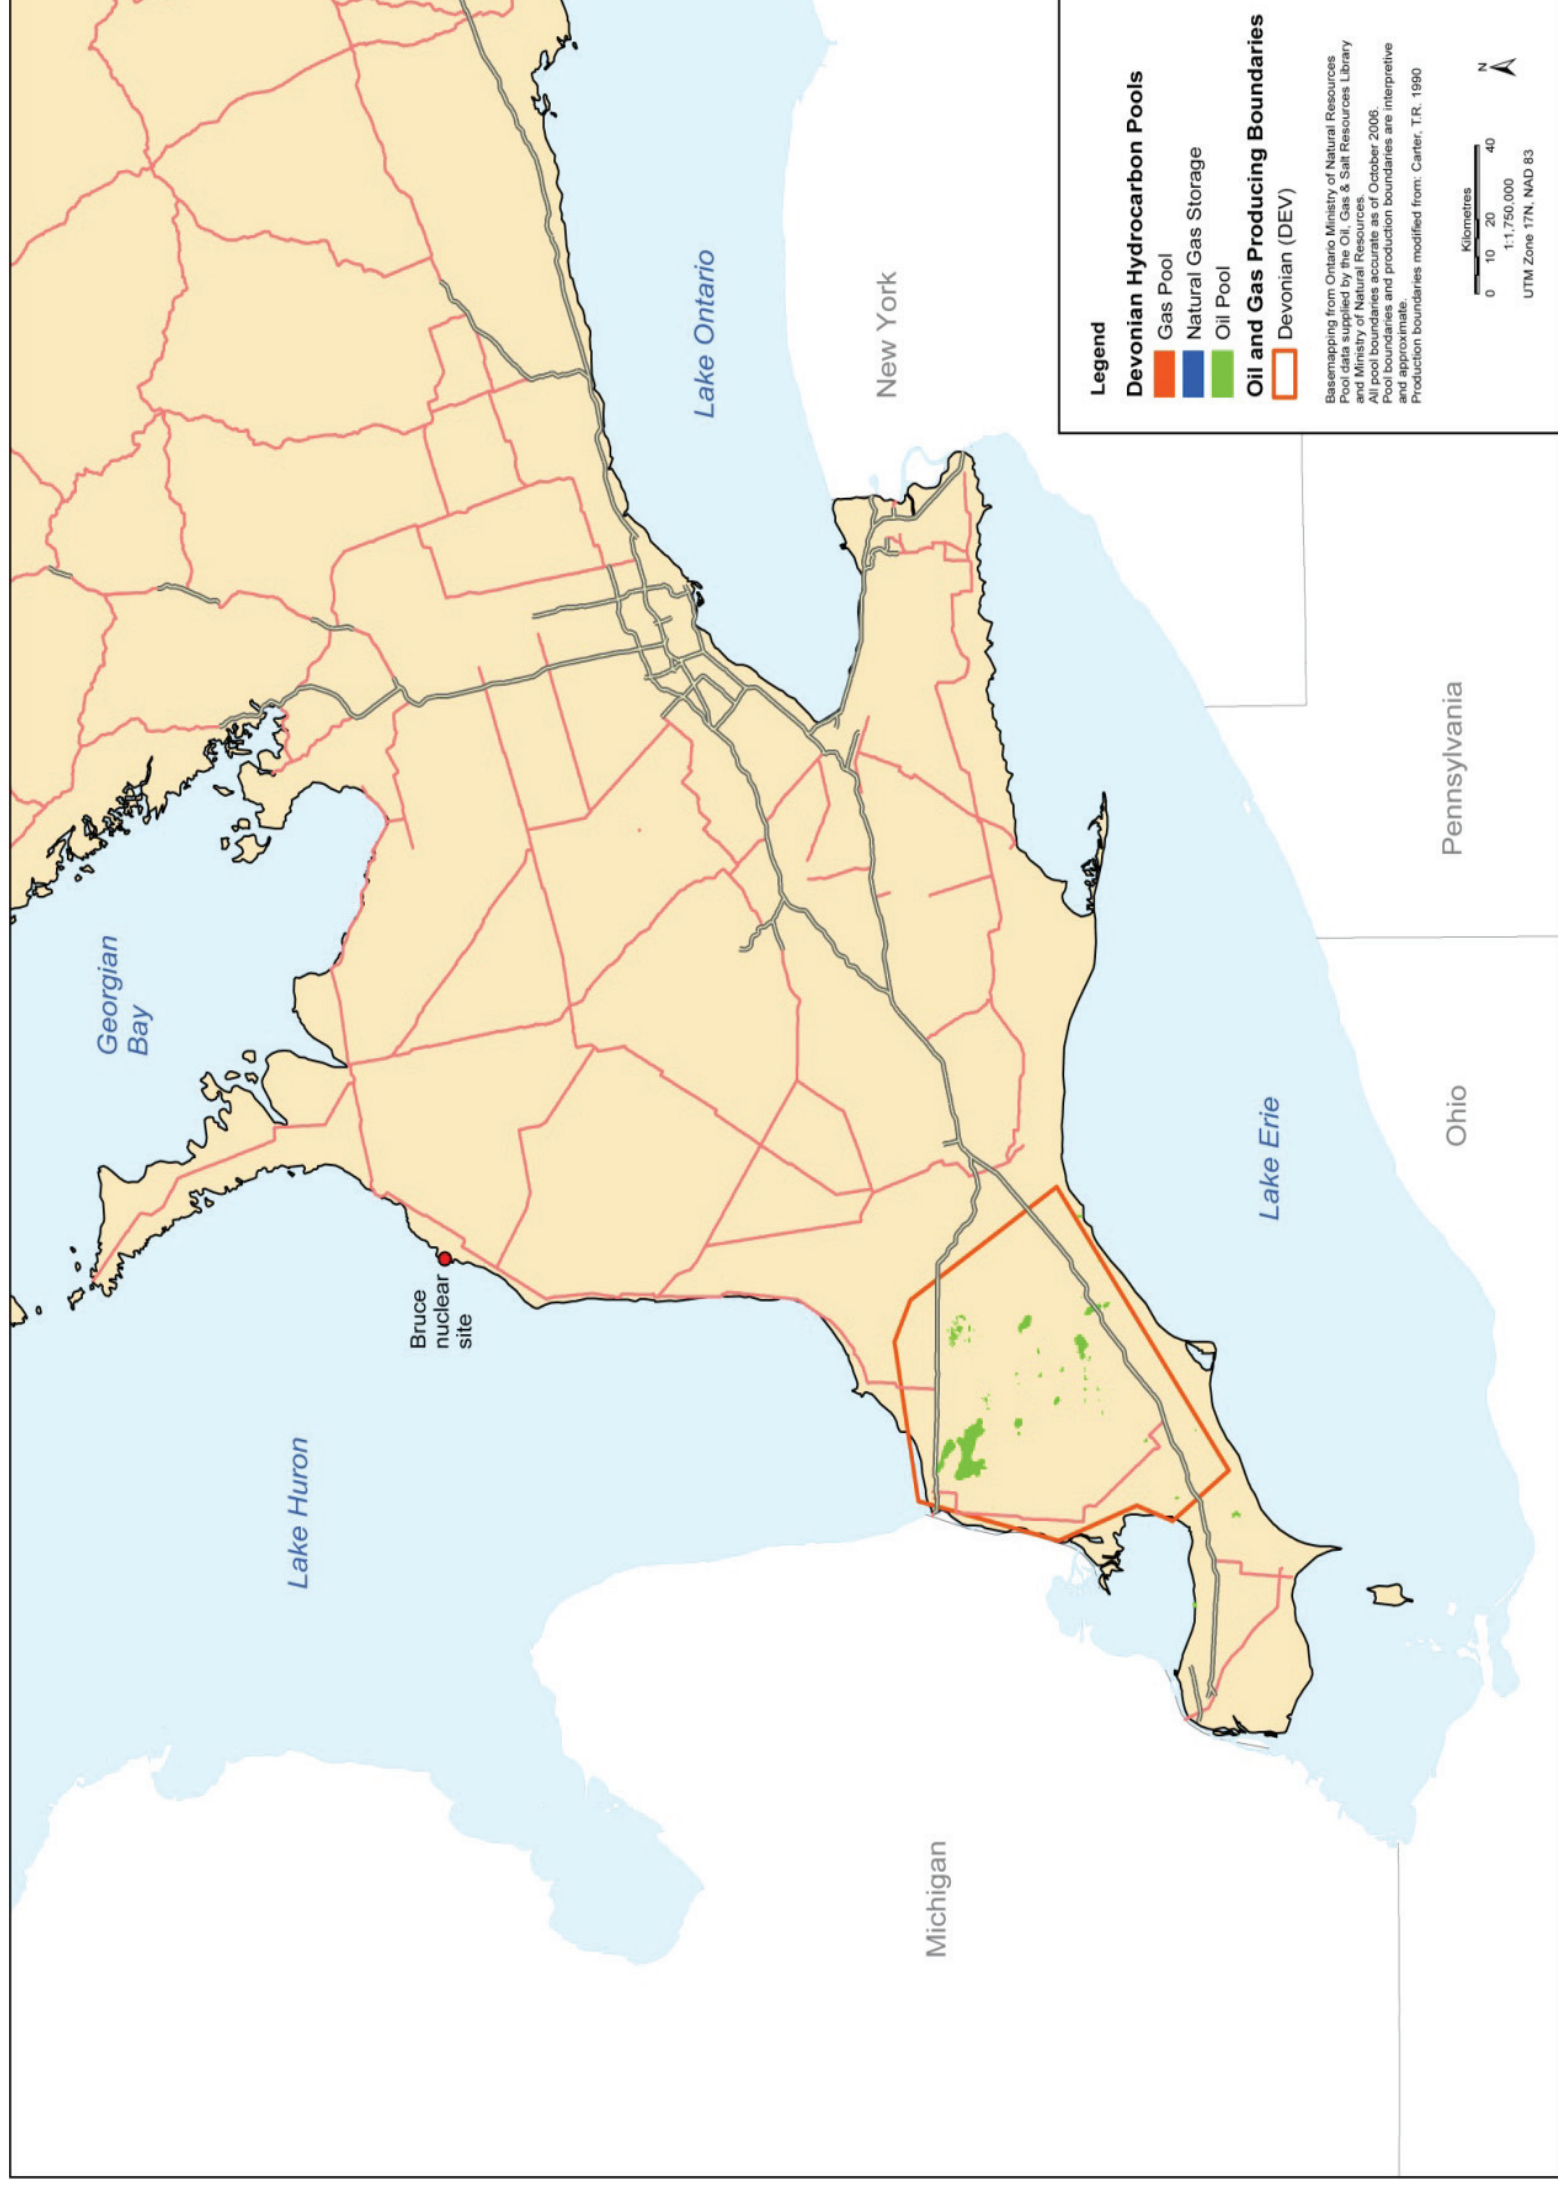 Georgian
Bay
Lake Huron
Bruce
nuclear
site
Lake Ontario
New York
Michigan
Lake Erie
Ohio
Pennsylvania
Legend
Devonian Hydrocarbon Pools
Gas Pool
Natural Gas Storage
Oil Pool
Oil and Gas Producing Boundaries
Devonian (DEV)
Basemapping from Ontario Ministry of Natural Resources
Pool data supplied by the Oil, Gas & Salt Resources Library
and Ministry of Natural Resources.
All pool boundaries accurate as of October 2006.
Pool boundaries and production boundaries are interpretive
and approximate.
Production boundaries modified from: Carter, T.R. 1990
Kilometres
0 10 20 40
1:1,750,000
UTM Zone 17N, NAD 83
N